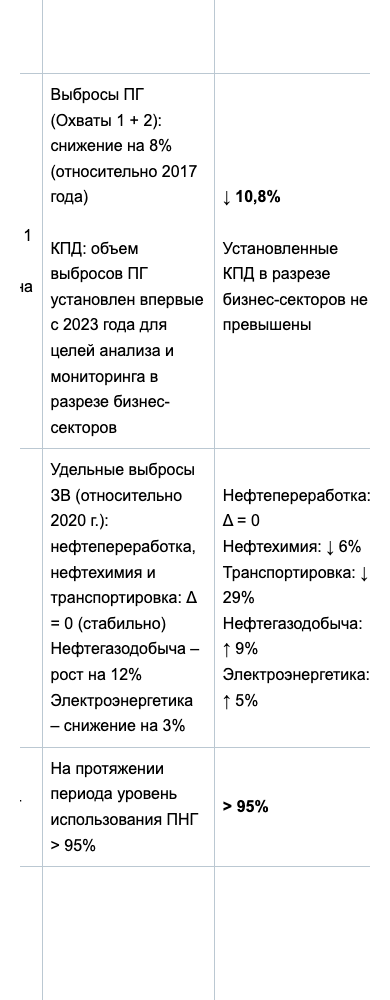 Выбросы ПГ
(Охваты 1 + 2):
снижение на 8%
(относительно 2017
года)
↓ 10,8%
1
на
КПД: объем
выбросов ПГ
установлен впервые
с 2023 года для
целей анализа и
мониторинга в
разрезе бизнес-
секторов
Установленные
КПД в разрезе
бизнес-секторов не
превышены
Удельные выбросы
ЗВ (относительно
2020 г.):
нефтепереработка,
нефтехимия и
транспортировка: Δ
= 0 (стабильно)
Нефтегазодобыча –
рост на 12%
Электроэнергетика
– снижение на 3%
Нефтепереработка:
Δ = 0
Нефтехимия: ↓ 6%
Транспортировка: ↓
29%
Нефтегазодобыча:
↑ 9%
Электроэнергетика:
↑ 5%
На протяжении
периода уровень
использования ПНГ
> 95%
> 95%